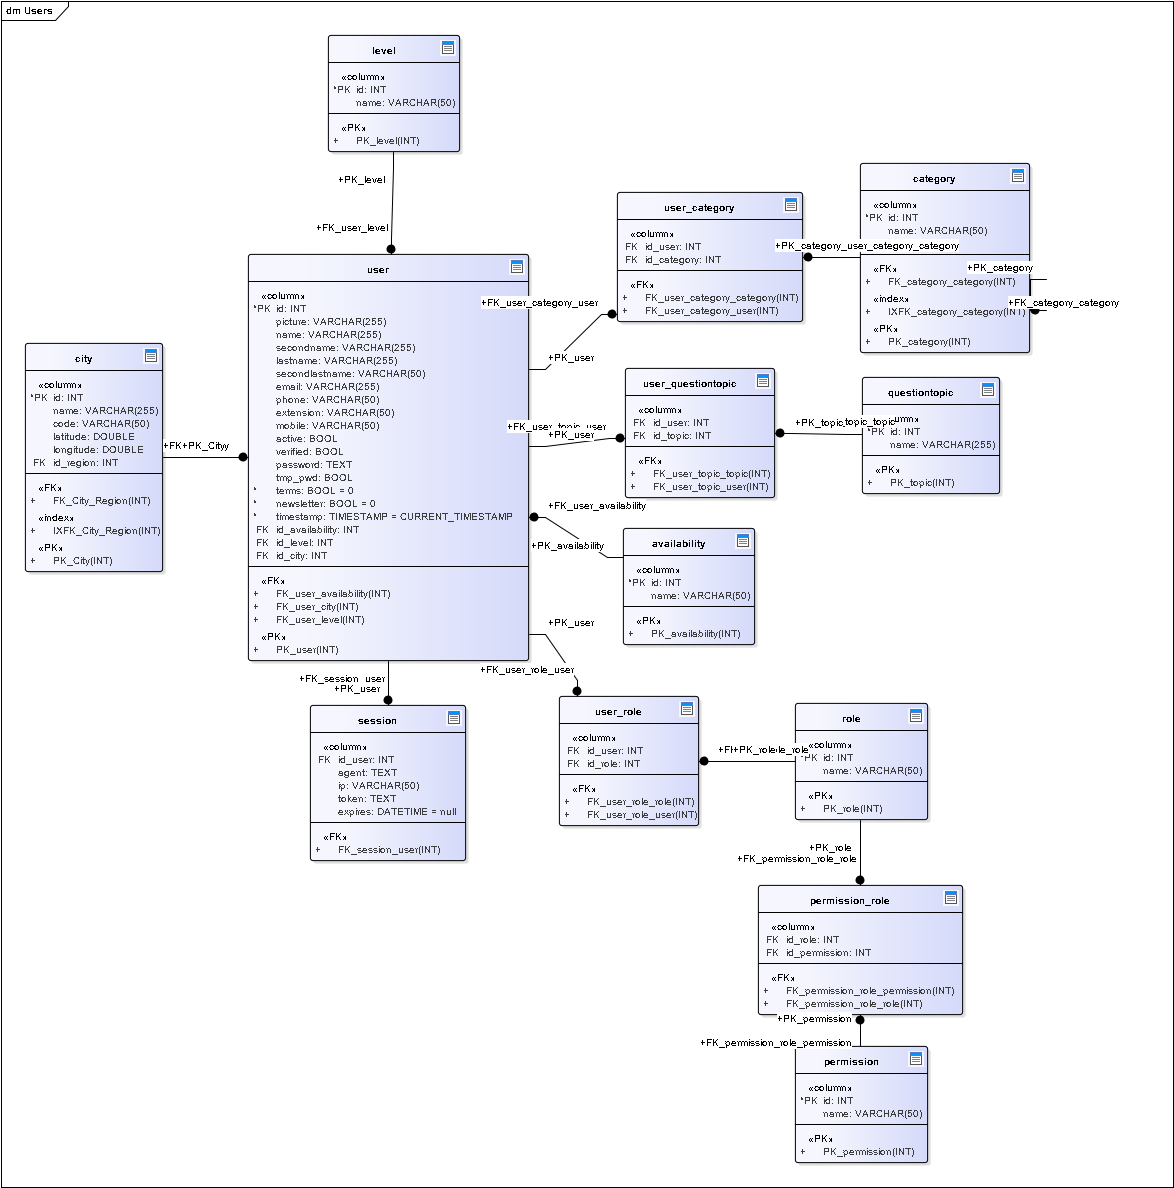 dm Users
level
«column»
*PK id: INT
name: VARCHAR(50)
«PK»
+ PK_level(INT)
+PK_level
+FK_user_level
user
«column»
*PK id: INT
picture: VARCHAR(255)
name: VARCHAR(255)
secondname: VARCHAR(255)
lastname: VARCHAR(255)
secondlastname: VARCHAR(50)
email: VARCHAR(255)
phone: VARCHAR(50)
extension: VARCHAR(50)
mobile: VARCHAR(50)
active: BOOL
verified: BOOL
password: TEXT
tmp_pwd: BOOL
* terms: BOOL = 0
* newsletter: BOOL = 0
* timestamp: TIMESTAMP = CURRENT_TIMESTAMP
FK id_availability: INT
FK id_level: INT
FK id_city: INT
«FK»
+ FK_user_availability(INT)
+ FK_user_city(INT)
+ FK_user_level(INT)
«PK»
+ PK_user(INT)
city
«column»
*PK id: INT
name: VARCHAR(255)
code: VARCHAR(50)
latitude: DOUBLE
longitude: DOUBLE
FK id_region: INT
«FK»
+ FK_City_Region(INT)
«index»
+ IXFK_City_Region(INT)
«PK»
+ PK_City(INT)
user_category
«column»
FK id_user: INT
FK id_category: INT
«FK»
+ FK_user_category_category(INT)
+ FK_user_category_user(INT)
+FK_user_category_user
+PK_user
category
«column»
*PK id: INT
name: VARCHAR(50)
+PK_category_user_category_category
«FK»
+ FK_category_category(INT)
«index»
+ IXFK_category_category(INT)
«PK»
+ PK_category(INT)
+PK_category
+FK_category_category
user_questiontopic
«column»
FK id_user: INT
FK id_topic: INT
«FK»
+ FK_user_topic_topic(INT)
+ FK_user_topic_user(INT)
+FK_user_topic_user
+PK_user
questiontopic
*PK id: INT
name: VARCHAR(255)
«PK»
+ PK_topic(INT)
+FK_user_availability
+PK_availability
availability
«column»
*PK id: INT
name: VARCHAR(50)
«PK»
+ PK_availability(INT)
+PK_user
+FK_user_role_user
+FK_session_user
+PK_user
session
«column»
FK id_user: INT
agent: TEXT
ip: VARCHAR(50)
token: TEXT
expires: DATETIME = null
«FK»
+ FK_session_user(INT)
user_role
«column»
FK id_user: INT
FK id_role: INT
«FK»
+ FK_user_role_role(INT)
+ FK_user_role_user(INT)
role
«column»
*PK id: INT
name: VARCHAR(50)
«PK»
+ PK_role(INT)
+PK_role
+FK_permission_role_role
permission_role
«column»
FK id_role: INT
FK id_permission: INT
«FK»
+ FK_permission_role_permission(INT)
+ FK_permission_role_role(INT)
+PK_permission
+FK_permission_role_permission
permission
«column»
*PK id: INT
name: VARCHAR(50)
«PK»
+ PK_permission(INT)